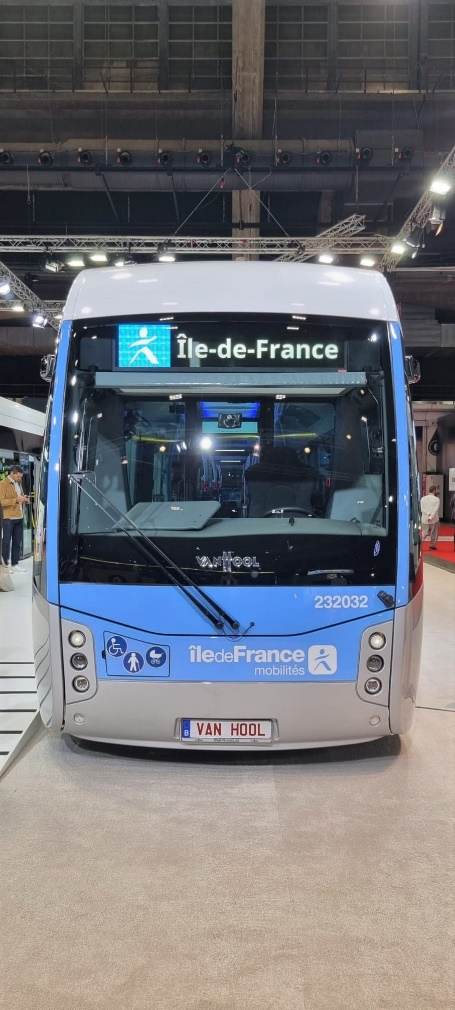 Île-de-France
VANHOOL
232032
îledeFrance
mobilités
B VAN HOOL